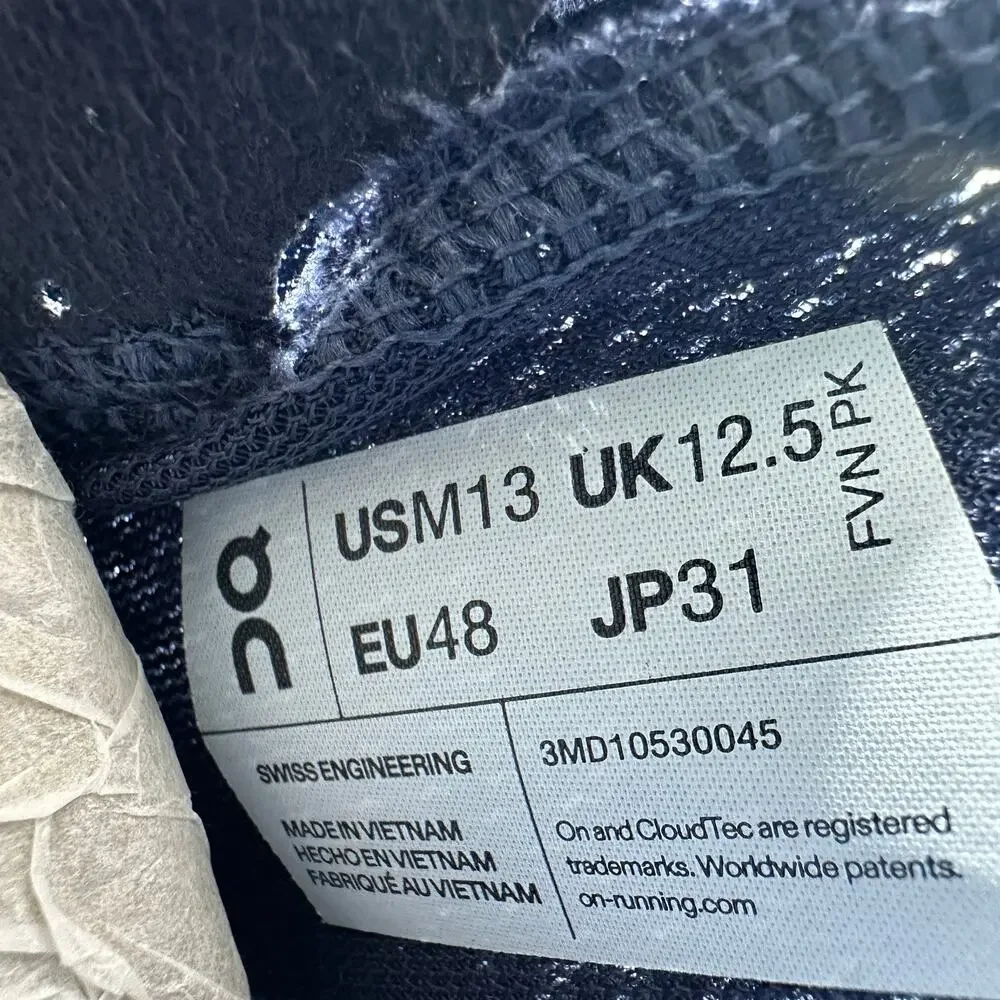 On
USM13 UK12.5
EU48 JP31
FVN PK
SWISS ENGINEERING
MADE IN VIETNAM
HECHO EN VIETNAM
FABRIQUÉ AU VIETNAM
3MD10530045
On and CloudTec are registered
trademarks. Worldwide patents.
on-running.com